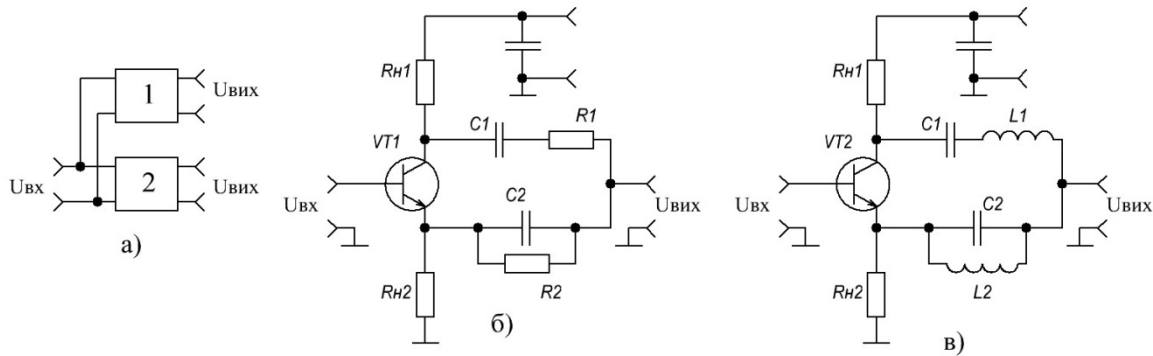 1
Uвих
2
Uвх
Uвих
а)
Rн1
C1
R1
VT1
Uвх
C2
Uвих
R2
Rн2
б)
Rн1
C1
L1
VT2
Uвх
C2
Uвих
L2
Rн2
в)